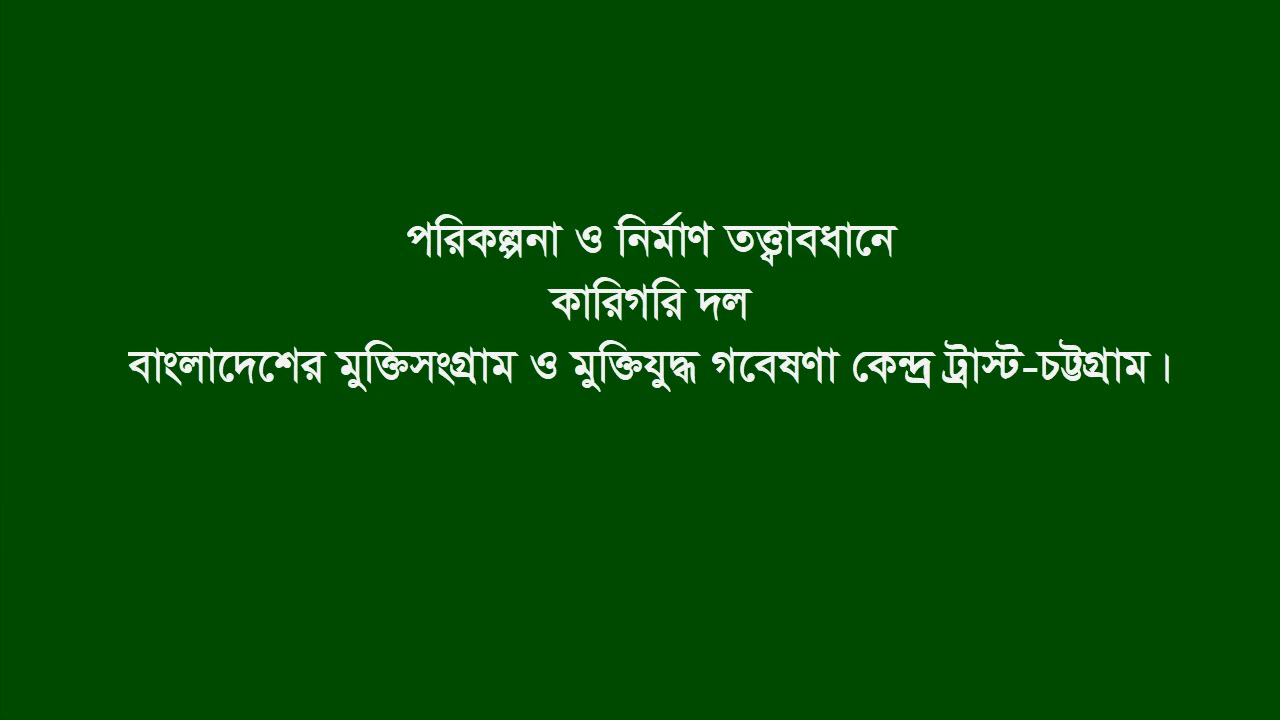 পরিকল্পনা ও নির্মাণ তত্ত্বাবধানে
কারিগরি দল
বাংলাদেশের মুক্তিসংগ্রাম ও মুক্তিযুদ্ধ গবেষণা কেন্দ্র ট্রাস্ট-চট্টগ্রাম।